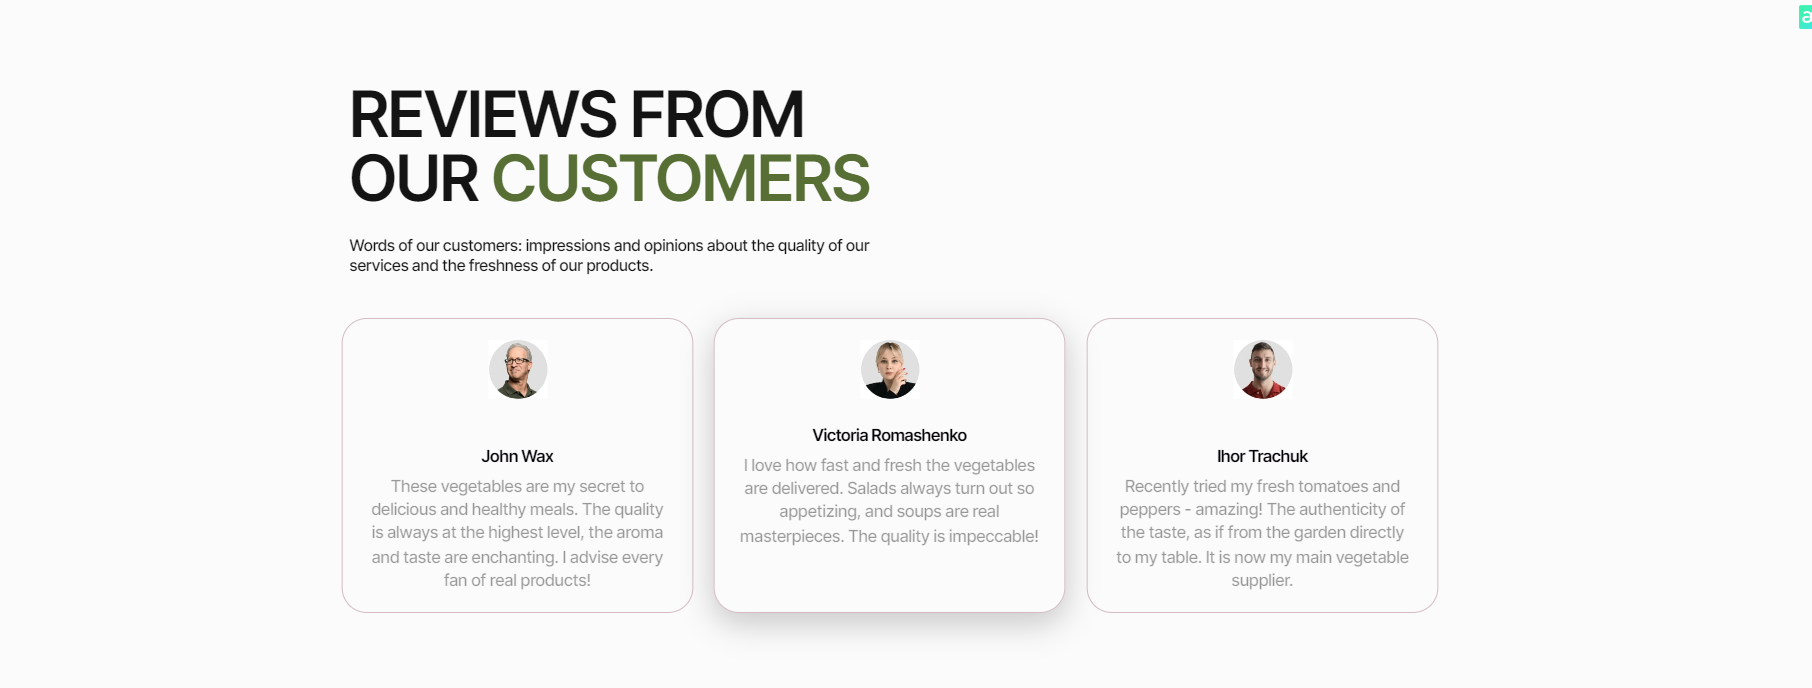 REVIEWS FROM
OUR CUSTOMERS
Words of our customers: impressions and opinions about the quality of our
services and the freshness of our products.
John Wax
These vegetables are my secret to
delicious and healthy meals. The quality
is always at the highest level, the aroma
and taste are enchanting. I advise every
fan of real products!
Victoria Romashenko
I love how fast and fresh the vegetables
are delivered. Salads always turn out so
appetizing, and soups are real
masterpieces. The quality is impeccable!
Ihor Trachuk
Recently tried my fresh tomatoes and
peppers - amazing! The authenticity of
the taste, as if from the garden directly
to my table. It is now my main vegetable
supplier.